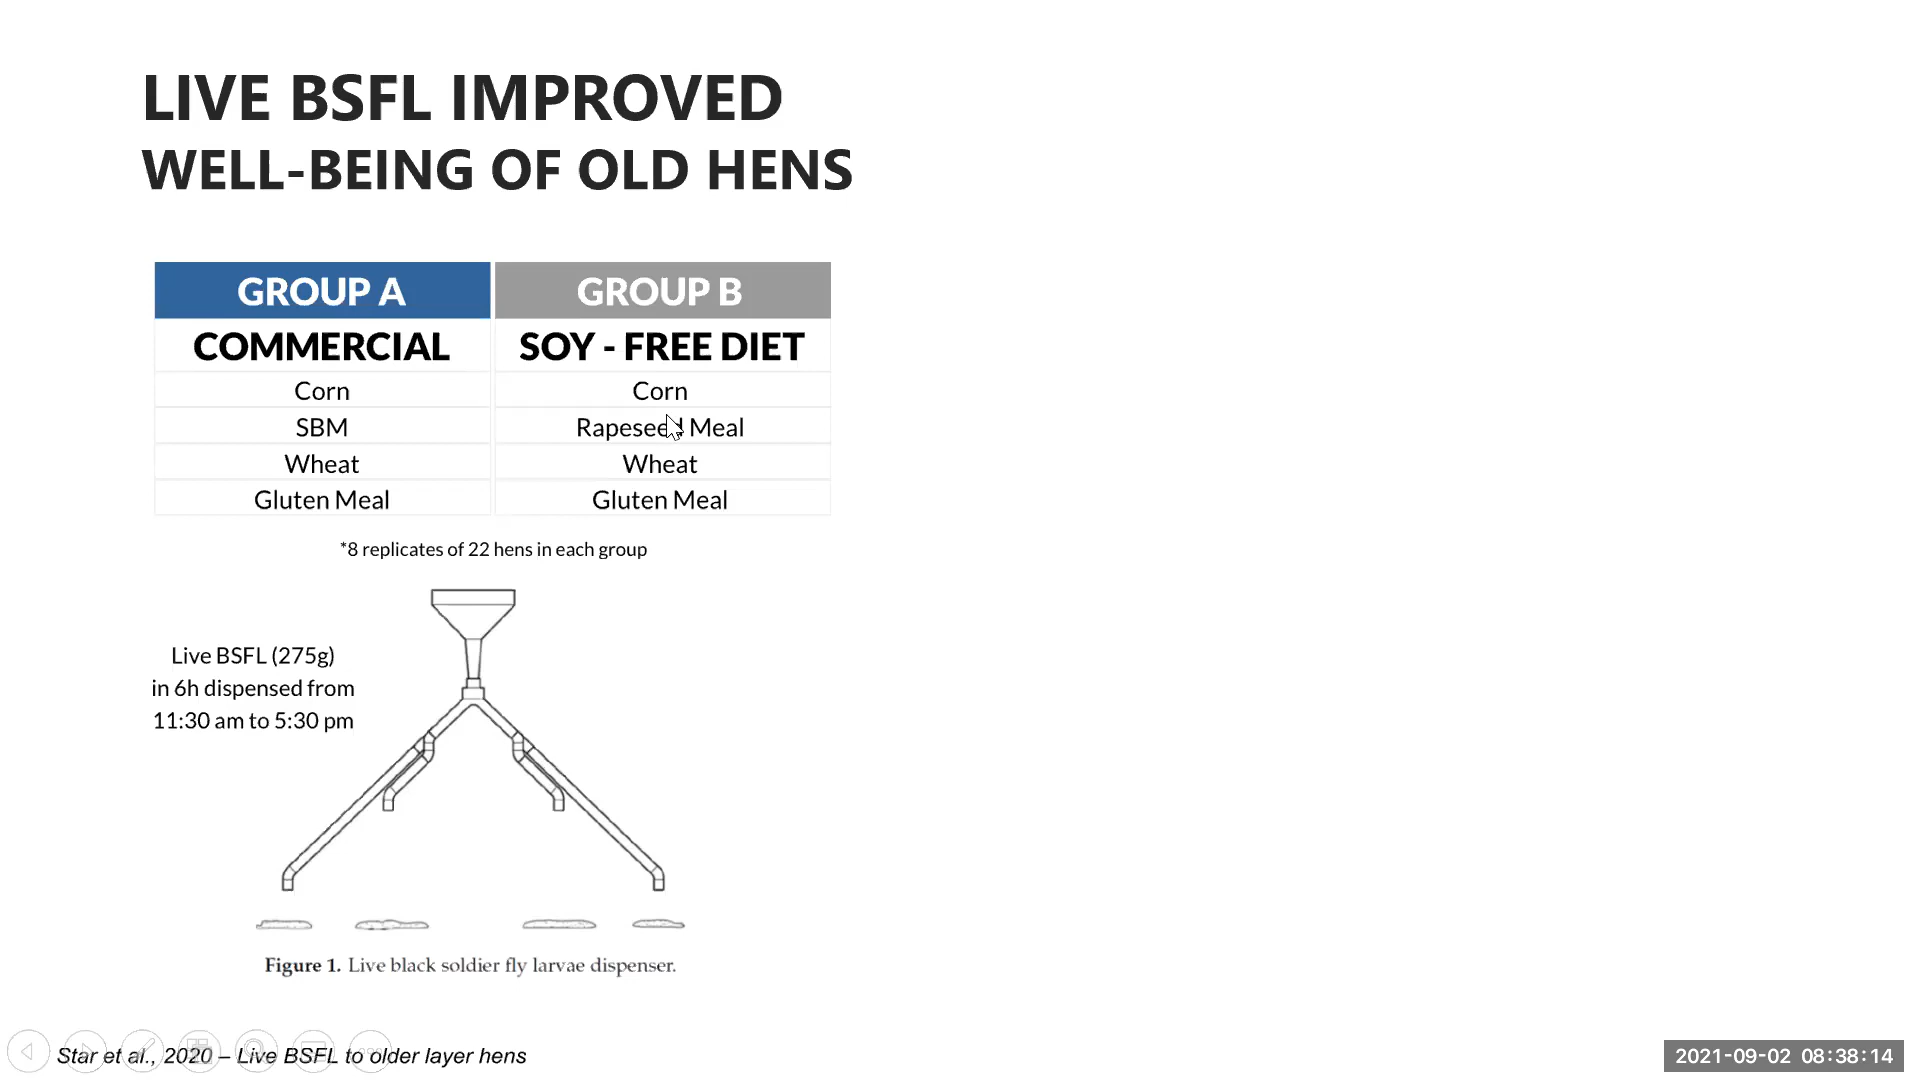 LIVE BSFL IMPROVED
WELL-BEING OF OLD HENS
GROUP A GROUP B
COMMERCIAL SOY - FREE DIET
Corn Corn
SBM Rapeseed Meal
Wheat Wheat
Gluten Meal Gluten Meal
*8 replicates of 22 hens in each group
Live BSFL (275g)
in 6h dispensed from
11:30 am to 5:30 pm
Figure 1. Live black soldier fly larvae dispenser.
Star et al., 2020 – Live BSFL to older layer hens
2021-09-02 08:38:14